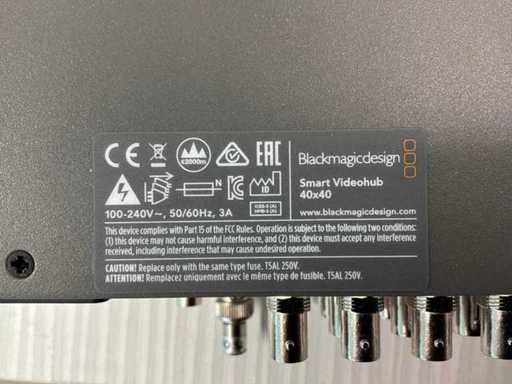 CE
≤2000m
EAC
Blackmagicdesign
Smart Videohub
40x40
N
ICES-3 (A)
NMB-3 (A)
100-240V~, 50/60Hz, 3A
www.blackmagicdesign.com
This device complies with Part 15 of the FCC Rules. Operation is subject to the following two conditions:
(1) this device may not cause harmful interference, and (2) this device must accept any interference
received, including interference that may cause undesired operation.
CAUTION! Replace only with the same type fuse. T5AL 250V.
ATTENTION! Remplacez uniquement avec le même type de fusible. T5AL 250V.